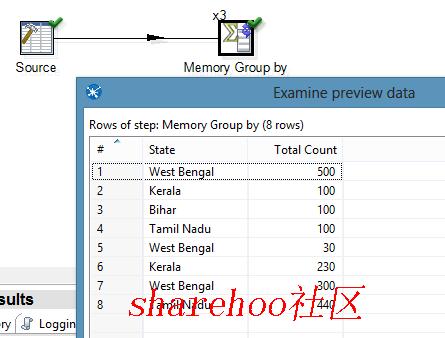 x3
Source
Memory Group by
Examine preview data
Rows of step: Memory Group by (8 rows)
# State Total Count
1 West Bengal 500
2 Kerala 100
3 Bihar 100
4 Tamil Nadu 100
5 West Bengal 30
6 Kerala 230
7 West Bengal 300
8 Tamil Nadu 440
sharehoo社区
sults
ory Loggin